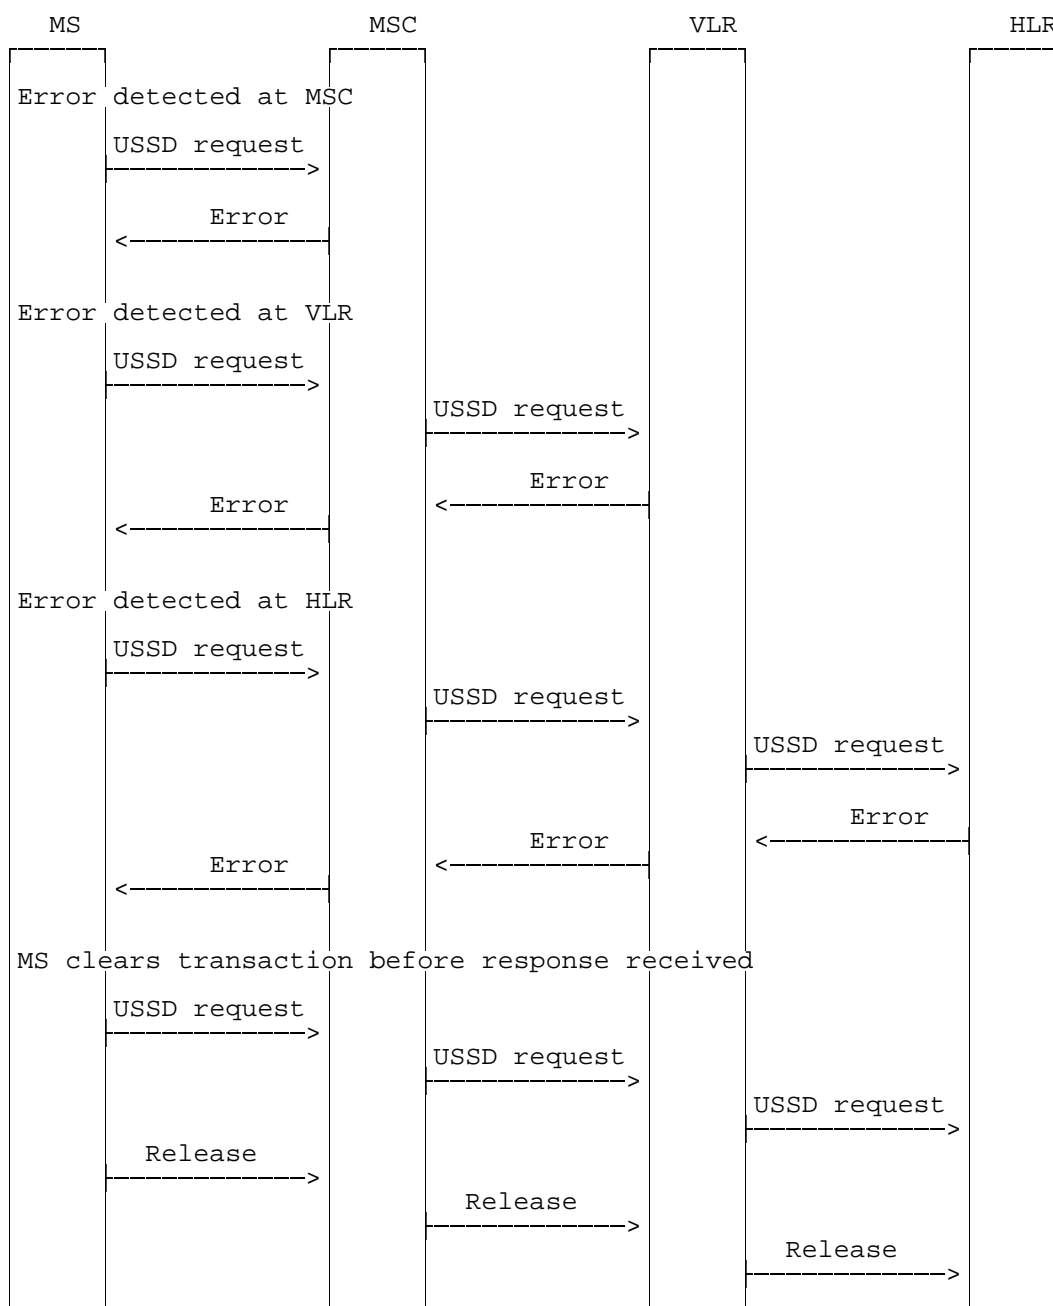 MS MSC VLR HLR
Error detected at MSC
USSD request
Error
Error detected at VLR
USSD request
USSD request
Error
Error
Error detected at HLR
USSD request
USSD request
USSD request
Error
Error
Error
MS clears transaction before response received
USSD request
USSD request
USSD request
Release
Release
Release